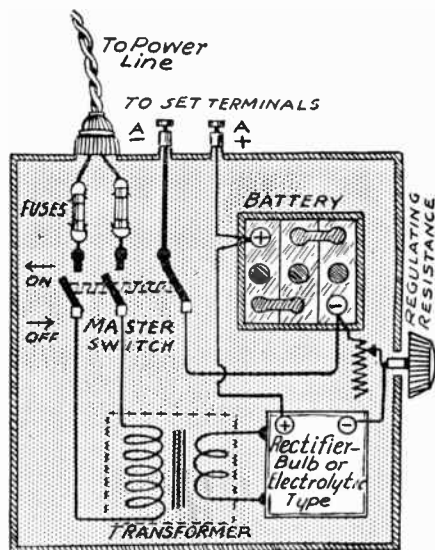 To Power
Line
TO SET TERMINALS
A
-
A
+
FUSES
BATTERY
+
-
REGULATING
RESISTANCE
ON
OFF
MASTER
SWITCH
+
-
Rectifier-
Bulb or
Electrolytic
Type
TRANSFORMER